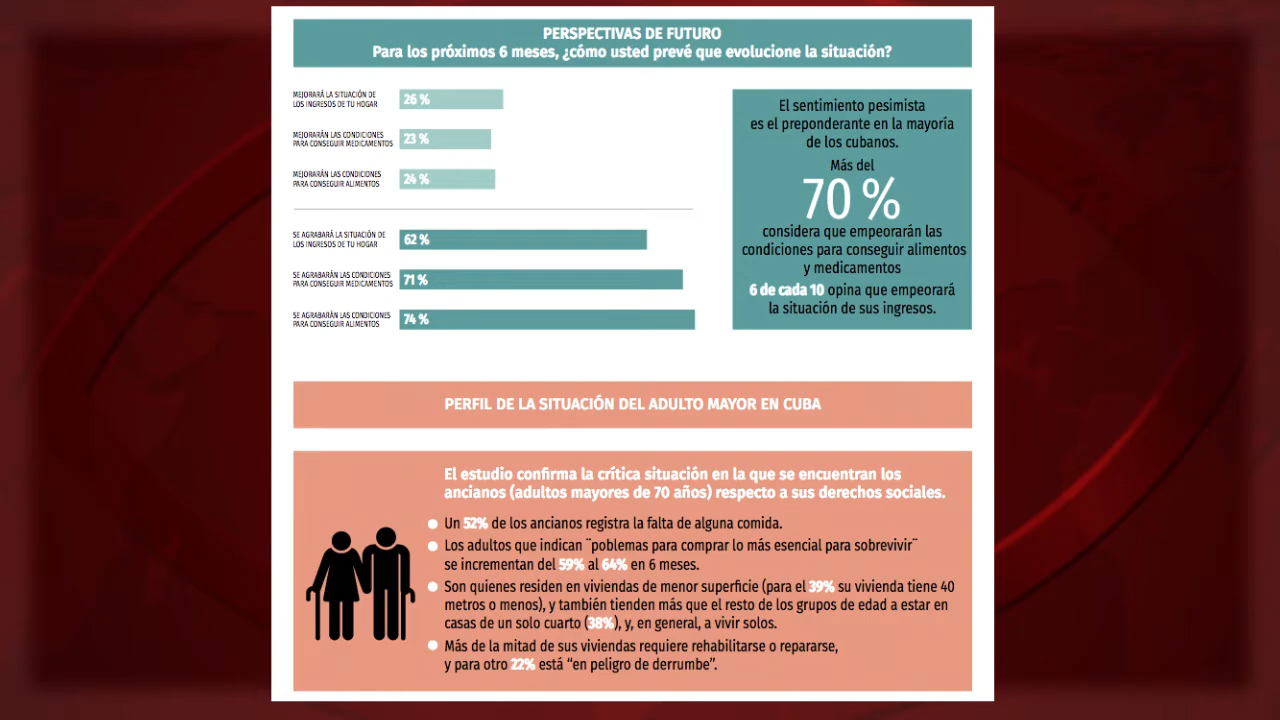 PERSPECTIVAS DE FUTURO
Para los próximos 6 meses, ¿cómo usted prevé que evolucione la situación?
MEJORARÁ LA SITUACIÓN DE
LOS INGRESOS DE TU HOGAR
26 %
MEJORARÁN LAS CONDICIONES
PARA CONSEGUIR MEDICAMENTOS
23 %
MEJORARÁN LAS CONDICIONES
PARA CONSEGUIR ALIMENTOS
24 %
SE AGRABARÁ LA SITUACIÓN DE
LOS INGRESOS DE TU HOGAR
62 %
SE AGRABARÁN LAS CONDICIONES
PARA CONSEGUIR MEDICAMENTOS
71 %
SE AGRABARÁN LAS CONDICIONES
PARA CONSEGUIR ALIMENTOS
74 %
El sentimiento pesimista
es el preponderante en la mayoría
de los cubanos.
Más del
70 %
considera que empeorarán las
condiciones para conseguir alimentos
y medicamentos
6 de cada 10 opina que empeorará
la situación de sus ingresos.
PERFIL DE LA SITUACIÓN DEL ADULTO MAYOR EN CUBA
El estudio confirma la crítica situación en la que se encuentran los
ancianos (adultos mayores de 70 años) respecto a sus derechos sociales.
Un 52% de los ancianos registra la falta de alguna comida.
Los adultos que indican ¨poblemas para comprar lo más esencial para sobrevivir¨
se incrementan del 59% al 64% en 6 meses.
Son quienes residen en viviendas de menor superficie (para el 39% su vivienda tiene 40
metros o menos), y también tienden más que el resto de los grupos de edad a estar en
casas de un solo cuarto (38%), y, en general, a vivir solos.
Más de la mitad de sus viviendas requiere rehabilitarse o repararse,
y para otro 22% está “en peligro de derrumbe”.